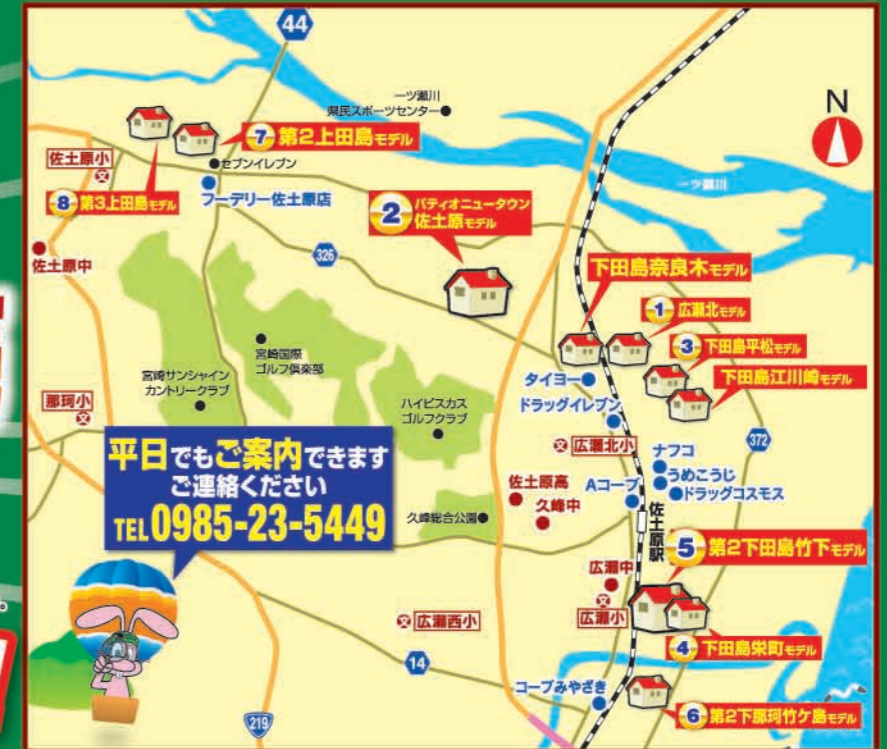 44
一ツ瀬川
県民スポーツセンター
N
7 第2上田島モデル
佐土原小
文
セブンイレブン
8 第3上田島モデル
フーデリー佐土原店
2 パティオニュータウン
佐土原モデル
一ツ瀬川
佐土原中
326
下田島奈良木モデル
1 広瀬北モデル
3 下田島平松モデル
下田島江川崎モデル
宮崎国際
ゴルフ倶楽部
宮崎サンシャイン
カントリークラブ
タイヨー
ドラッグイレブン
ハイビスカス
ゴルフクラブ
那珂小
文
372
文 広瀬北小
ナフコ
うめこうじ
ドラッグコスモス
平日でもご案内できます
ご連絡ください
TEL0985-23-5449
佐土原高
久峰中
Aコープ
久峰総合公園
佐土原駅
5 第2下田島竹下モデル
広瀬中
文
広瀬小
文 広瀬西小
4 下田島栄町モデル
14
コープみやざき
6 第2下那珂竹ケ島モデル
219